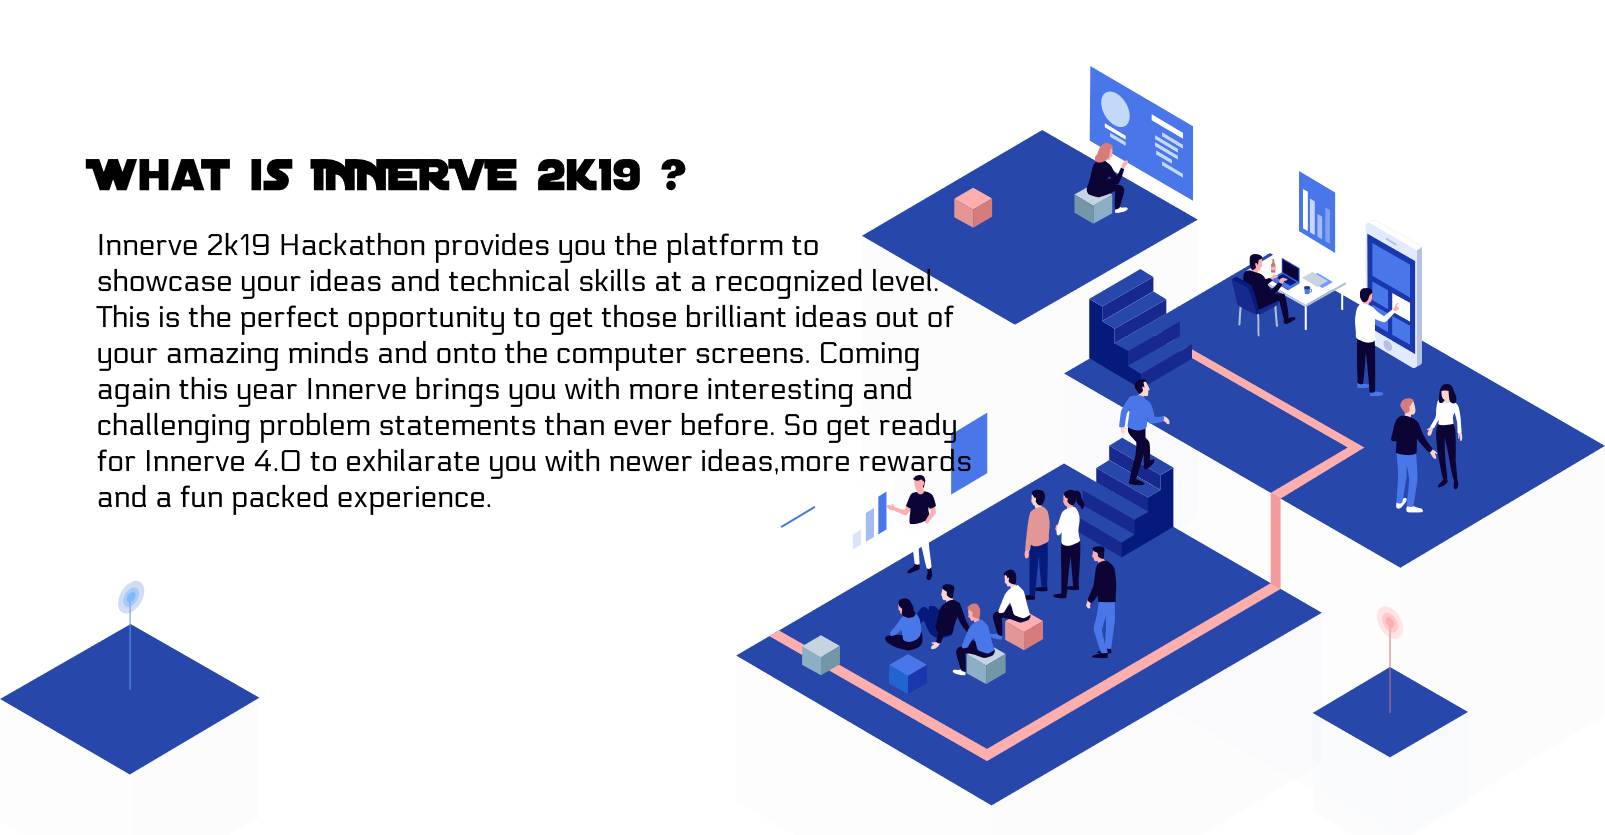 WHAT IS INNERVE 2K19 ?
Innerve 2k19 Hackathon provides you the platform to
showcase your ideas and technical skills at a recognized level.
This is the perfect opportunity to get those brilliant ideas out of
your amazing minds and onto the computer screens. Coming
again this year Innerve brings you with more interesting and
challenging problem statements than ever before. So get ready
for Innerve 4.0 to exhilarate you with newer ideas,more rewards
and a fun packed experience.